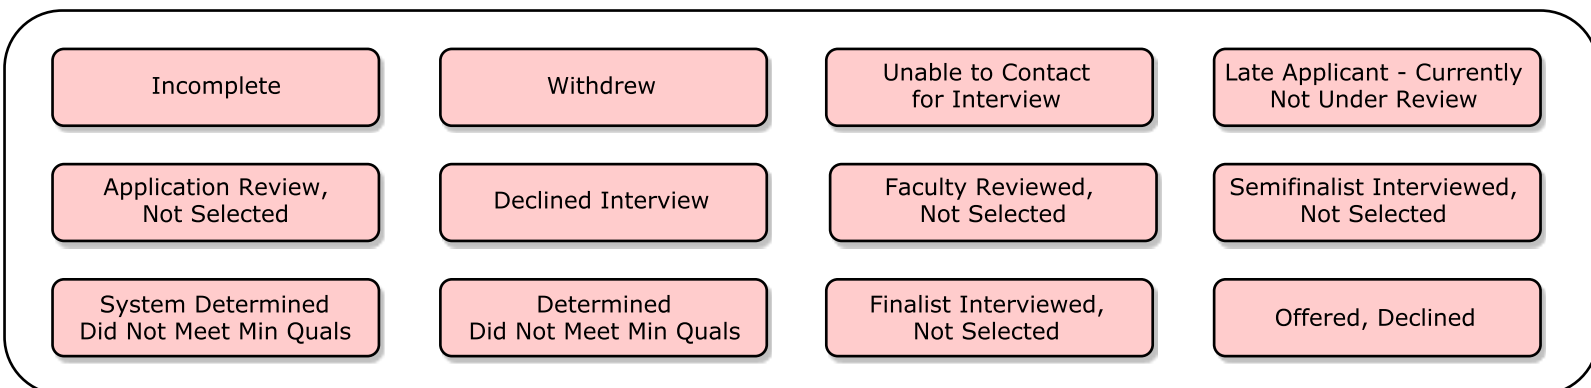 Incomplete
Withdrew
Unable to Contact
for Interview
Late Applicant - Currently
Not Under Review
Application Review,
Not Selected
Declined Interview
Faculty Reviewed,
Not Selected
Semifinalist Interviewed,
Not Selected
System Determined
Did Not Meet Min Quals
Determined
Did Not Meet Min Quals
Finalist Interviewed,
Not Selected
Offered, Declined